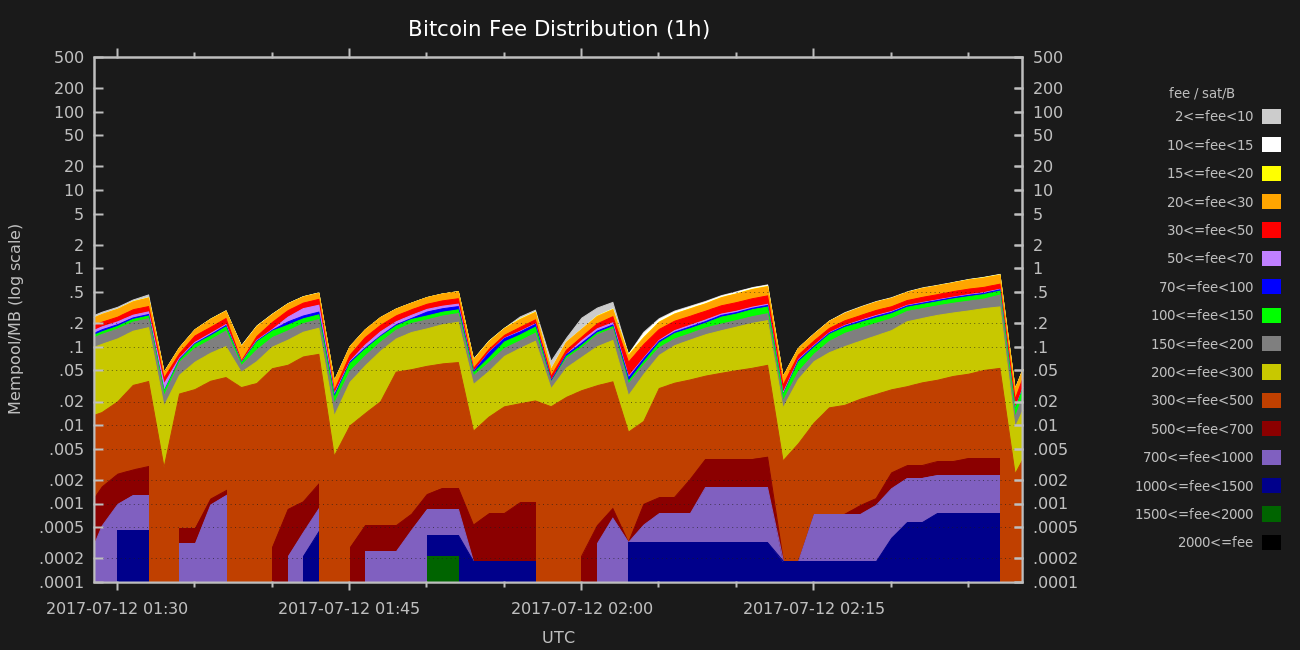 Bitcoin Fee Distribution (1h)
Mempool/MB (log scale)
500
200
100
50
20
10
5
2
1
.5
.2
.1
.05
.02
.01
.005
.002
.001
.0005
.0002
.0001
500
200
100
50
20
10
5
2
1
.5
.2
.1
.05
.02
.01
.005
.002
.001
.0005
.0002
.0001
2017-07-12 01:30
2017-07-12 01:45
2017-07-12 02:00
2017-07-12 02:15
UTC
fee / sat/B
2<=fee<10
10<=fee<15
15<=fee<20
20<=fee<30
30<=fee<50
50<=fee<70
70<=fee<100
100<=fee<150
150<=fee<200
200<=fee<300
300<=fee<500
500<=fee<700
700<=fee<1000
1000<=fee<1500
1500<=fee<2000
2000<=fee